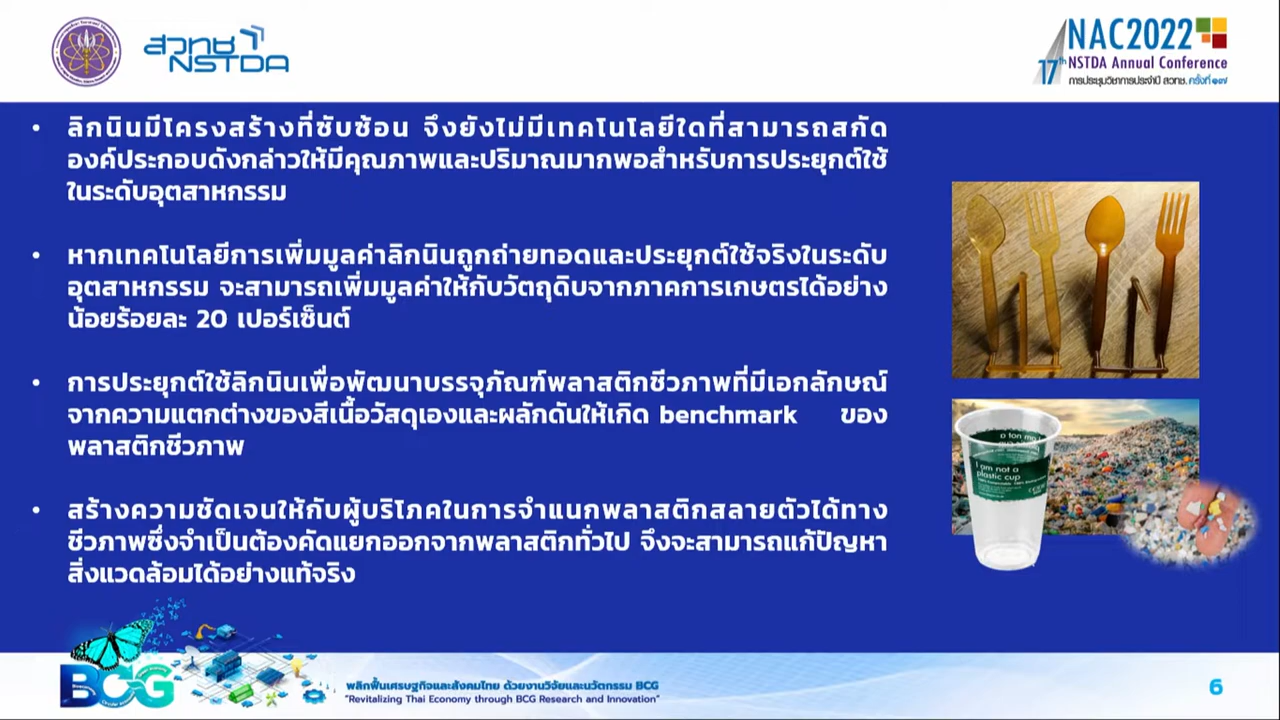 สวทช
NSTDA
NAC2022
17th NSTDA Annual Conference
การประชุมวิชาการประจำปี สวทช. ครั้งที่ ๑๗
• ลิกนินมีโครงสร้างที่ซับซ้อน จึงยังไม่มีเทคโนโลยีใดที่สามารถสกัด
องค์ประกอบดังกล่าวให้มีคุณภาพและปริมาณมากพอสำหรับการประยุกต์ใช้
ในระดับอุตสาหกรรม
• หากเทคโนโลยีการเพิ่มมูลค่าลิกนินถูกถ่ายทอดและประยุกต์ใช้จริงในระดับ
อุตสาหกรรม จะสามารถเพิ่มมูลค่าให้กับวัตถุดิบจากภาคการเกษตรได้อย่าง
น้อยร้อยละ 20 เปอร์เซ็นต์
• การประยุกต์ใช้ลิกนินเพื่อพัฒนาบรรจุภัณฑ์พลาสติกชีวภาพที่มีเอกลักษณ์
จากความแตกต่างของสีเนื้อวัสดุเองและผลักดันให้เกิด benchmark ของ
พลาสติกชีวภาพ
• สร้างความชัดเจนให้กับผู้บริโภคในการจำแนกพลาสติกสลายตัวได้ทาง
ชีวภาพซึ่งจำเป็นต้องคัดแยกออกจากพลาสติกทั่วไป จึงจะสามารถแก้ปัญหา
สิ่งแวดล้อมได้อย่างแท้จริง
I am not a
plastic cup
BCG
พลิกฟื้นเศรษฐกิจและสังคมไทย ด้วยงานวิจัยและนวัตกรรม BCG
"Revitalizing Thai Economy through BCG Research and Innovation"
6